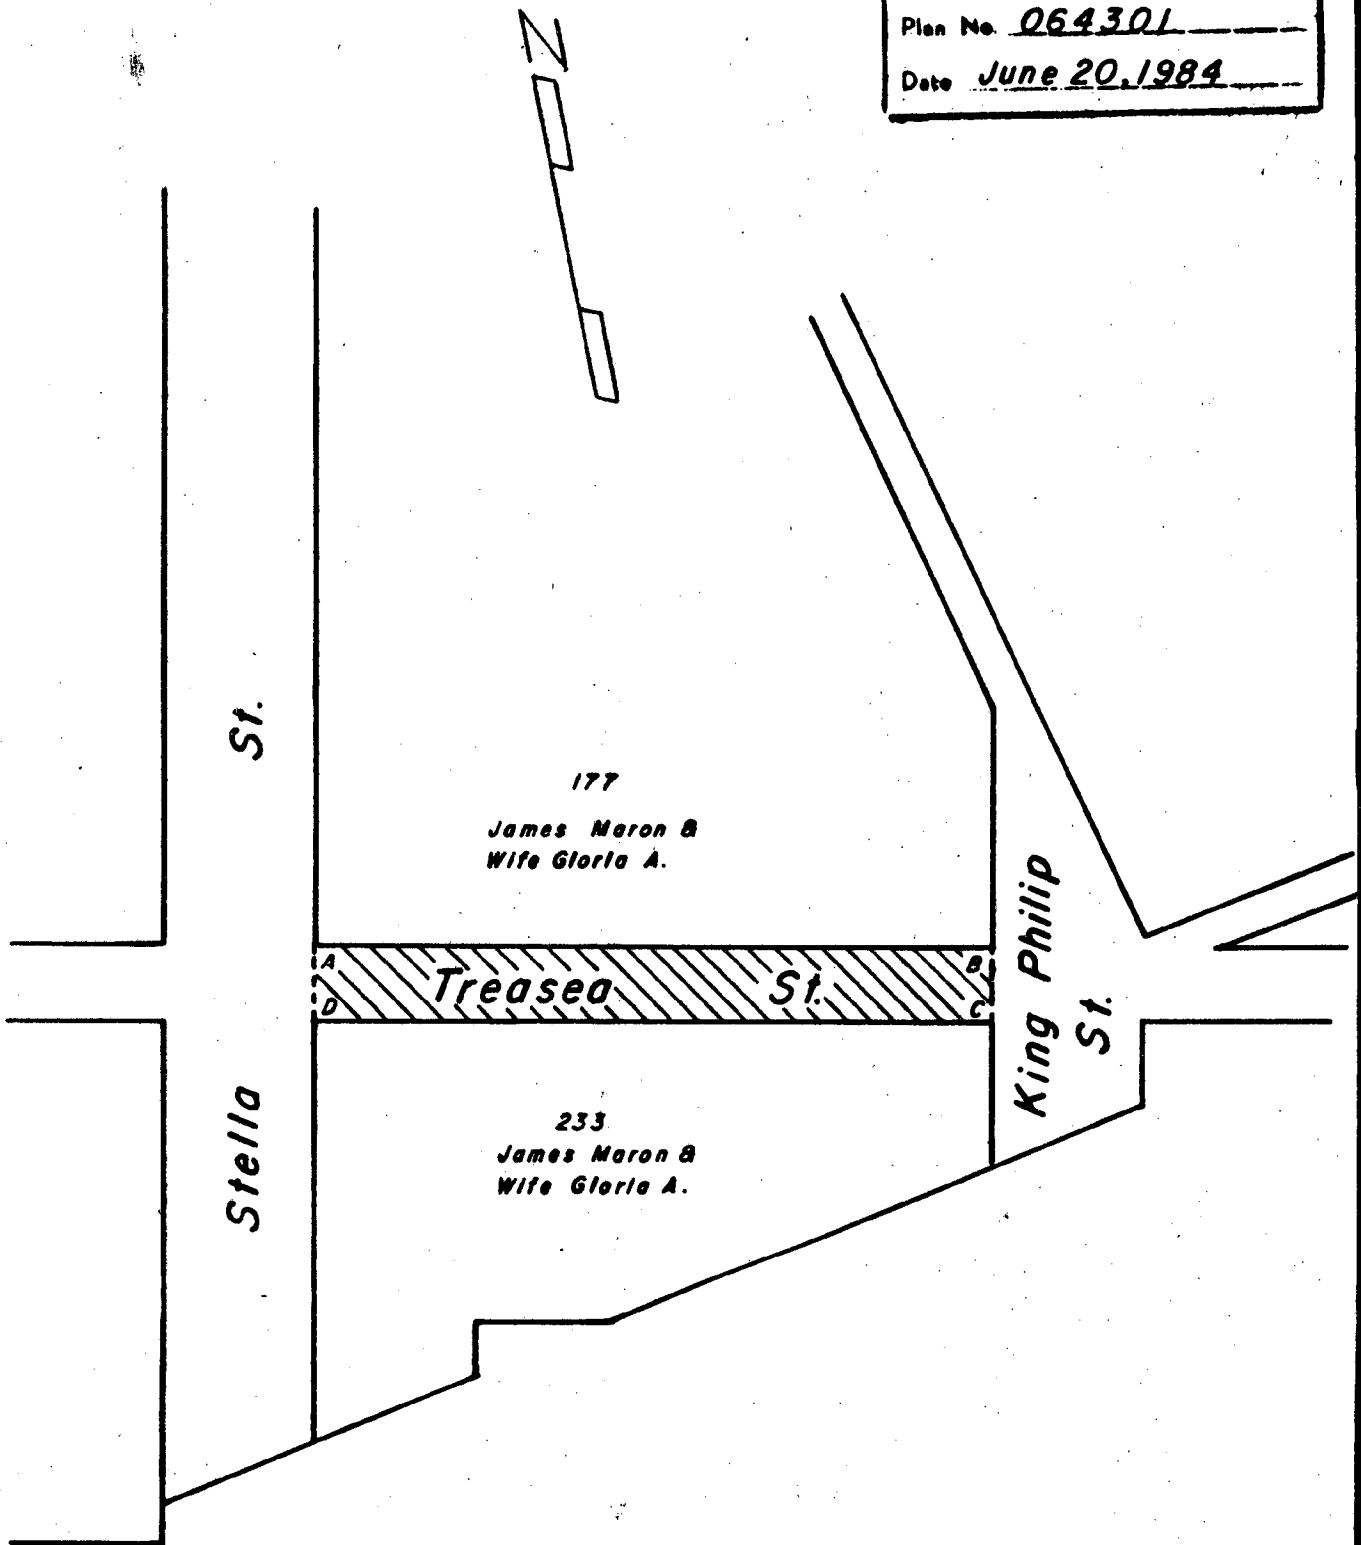 Plan No. 064301
Date June 20, 1984
N
St.
177
James Maron &
Wife Gloria A.
A
B
Treasea St.
D
C
King Philip
St.
Stella
233
James Maron &
Wife Gloria A.